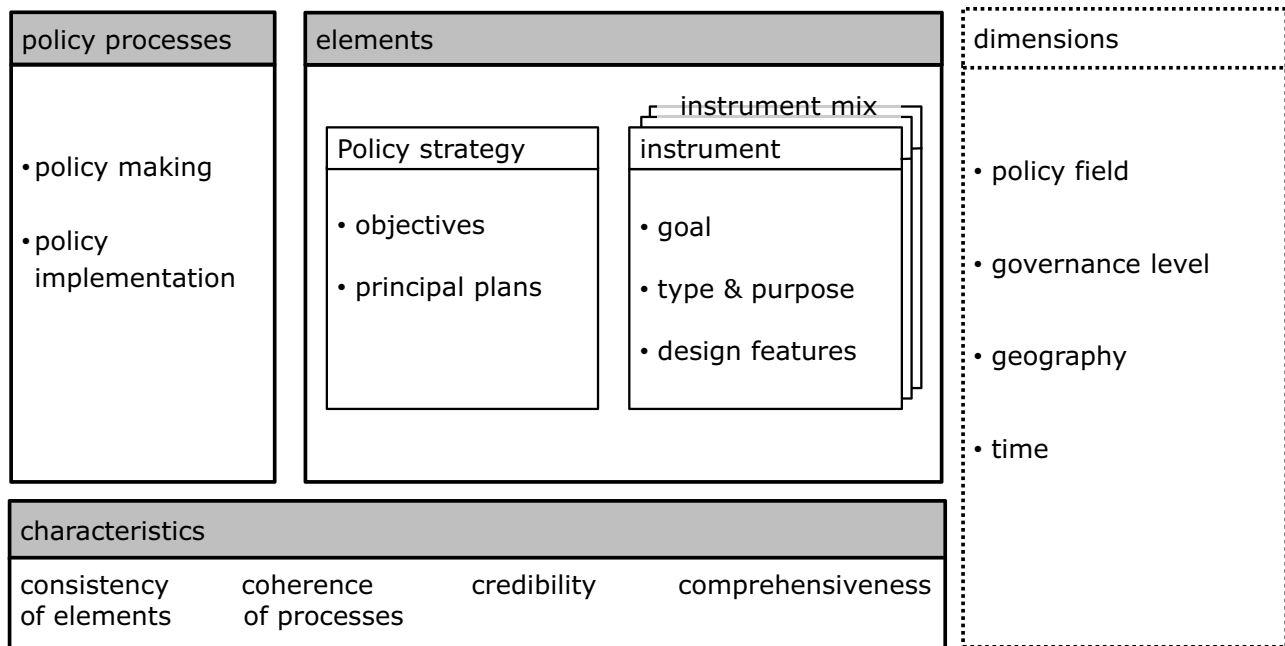 policy processes
• policy making
• policy
implementation
elements
Policy strategy
• objectives
• principal plans
instrument mix
instrument
• goal
• type & purpose
• design features
dimensions
• policy field
• governance level
• geography
• time
characteristics
consistency
of elements
coherence
of processes
credibility
comprehensiveness